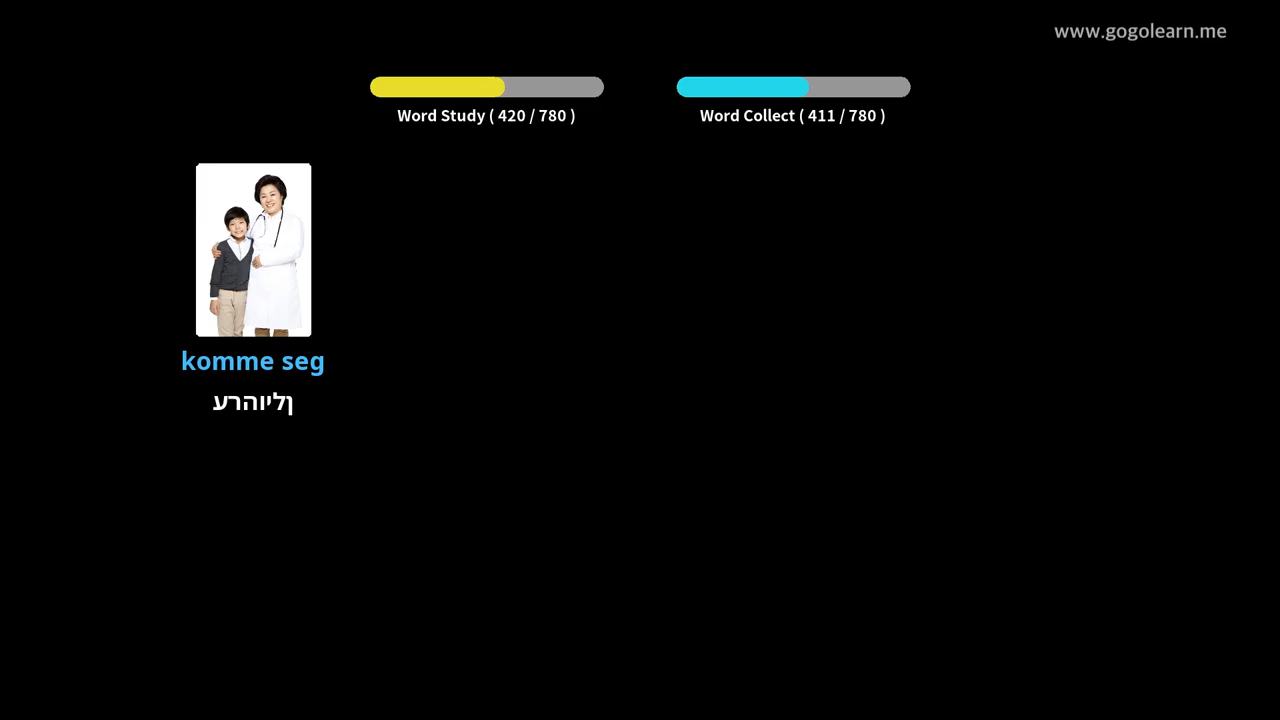 www.gogolearn.me
Word Study ( 420 / 780 )
Word Collect ( 411 / 780 )
komme seg
ןליוהרע